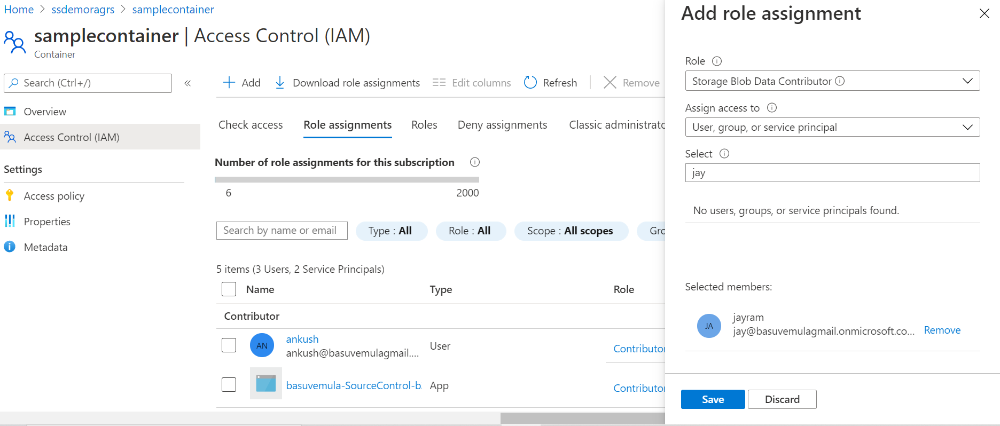 Home > ssdemoragrs > samplecontainer
samplecontainer | Access Control (IAM)
Container
Search (Ctrl+/)
«
Overview
Access Control (IAM)
Settings
Access policy
Properties
Metadata
Add
Download role assignments
Edit columns
Refresh
Remove
Check access
Role assignments
Roles
Deny assignments
Classic administrato
Number of role assignments for this subscription
6
2000
Search by name or email
Type : All
Role : All
Scope : All scopes
Gro
5 items (3 Users, 2 Service Principals)
Name
Type
Role
Contributor
AN
ankush
ankush@basuvemulagmail....
User
Contributor
basuvemula-SourceControl-b.
App
Contributor
Add role assignment
Role
Storage Blob Data Contributor
Assign access to
User, group, or service principal
Select
jay
No users, groups, or service principals found.
Selected members:
JA
jayram
jay@basuvemulagmail.onmicrosoft.co...
Remove
Save
Discard